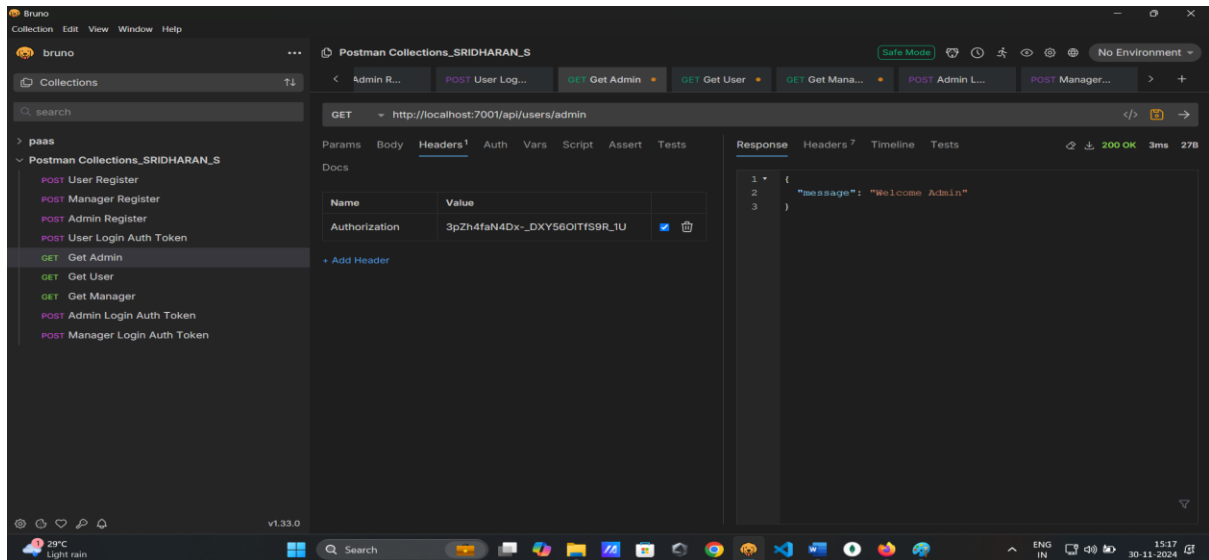 Bruno
Collection Edit View Window Help
bruno
Collections
search
paas
Postman Collections_SRIDHARAN_S
POST User Register
POST Manager Register
POST Admin Register
POST User Login Auth Token
GET Get Admin
GET Get User
GET Get Manager
POST Admin Login Auth Token
POST Manager Login Auth Token
v1.33.0
Postman Collections_SRIDHARAN_S
Safe Mode
No Environment
Admin R...
POST User Log...
GET Get Admin
GET Get User
GET Get Mana...
POST Admin L...
POST Manager...
GET http://localhost:7001/api/users/admin
Params Body Headers1 Auth Vars Script Assert Tests
Docs
Name Value
Authorization 3pZh4faN4Dx-_DXY56OITfS9R_1U
+ Add Header
Response Headers7 Timeline Tests 200 OK 3ms 27B
1 {
2 "message": "Welcome Admin"
3 }
1
29°C
Light rain
Search
ENG
IN
15:17
30-11-2024